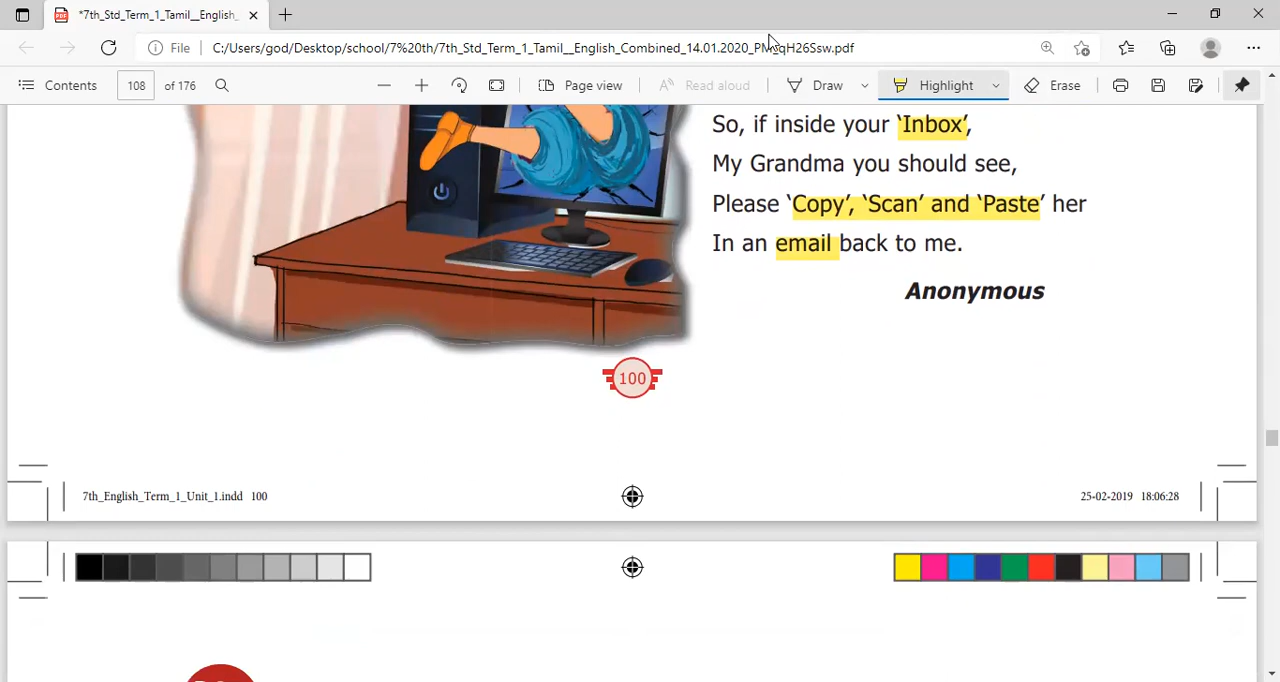 *7th_Std_Term_1_Tamil__English_
File C:/Users/god/Desktop/school/7%20th/7th_Std_Term_1_Tamil__English_Combined_14.01.2020_PM qH26Ssw.pdf
Contents 108 of 176 Page view Read aloud Draw Highlight Erase
So, if inside your ‘Inbox’,
My Grandma you should see,
Please ‘Copy’, ‘Scan’ and ‘Paste’ her
In an email back to me.
Anonymous
100
7th_English_Term_1_Unit_1.indd 100 25-02-2019 18:06:28